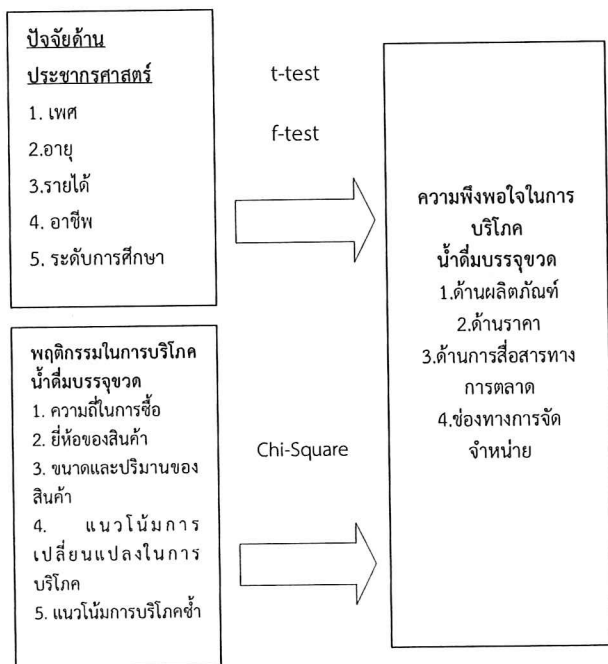 ปัจจัยด้าน
ประชากรศาสตร์
1. เพศ
2.อายุ
3.รายได้
4. อาชีพ
5. ระดับการศึกษา
t-test
f-test
พฤติกรรมในการบริโภค
น้ำดื่มบรรจุขวด
1. ความถี่ในการซื้อ
2. ยี่ห้อของสินค้า
3. ขนาดและปริมานของ
สินค้า
4. แนวโน้มการ
เปลี่ยนแปลงในการ
บริโภค
5. แนวโน้มการบริโภคซ้ำ
Chi-Square
ความพึงพอใจในการ
บริโภค
น้ำดื่มบรรจุขวด
1.ด้านผลิตภัณฑ์
2.ด้านราคา
3.ด้านการสื่อสารทาง
การตลาด
4.ช่องทางการจัด
จำหน่าย